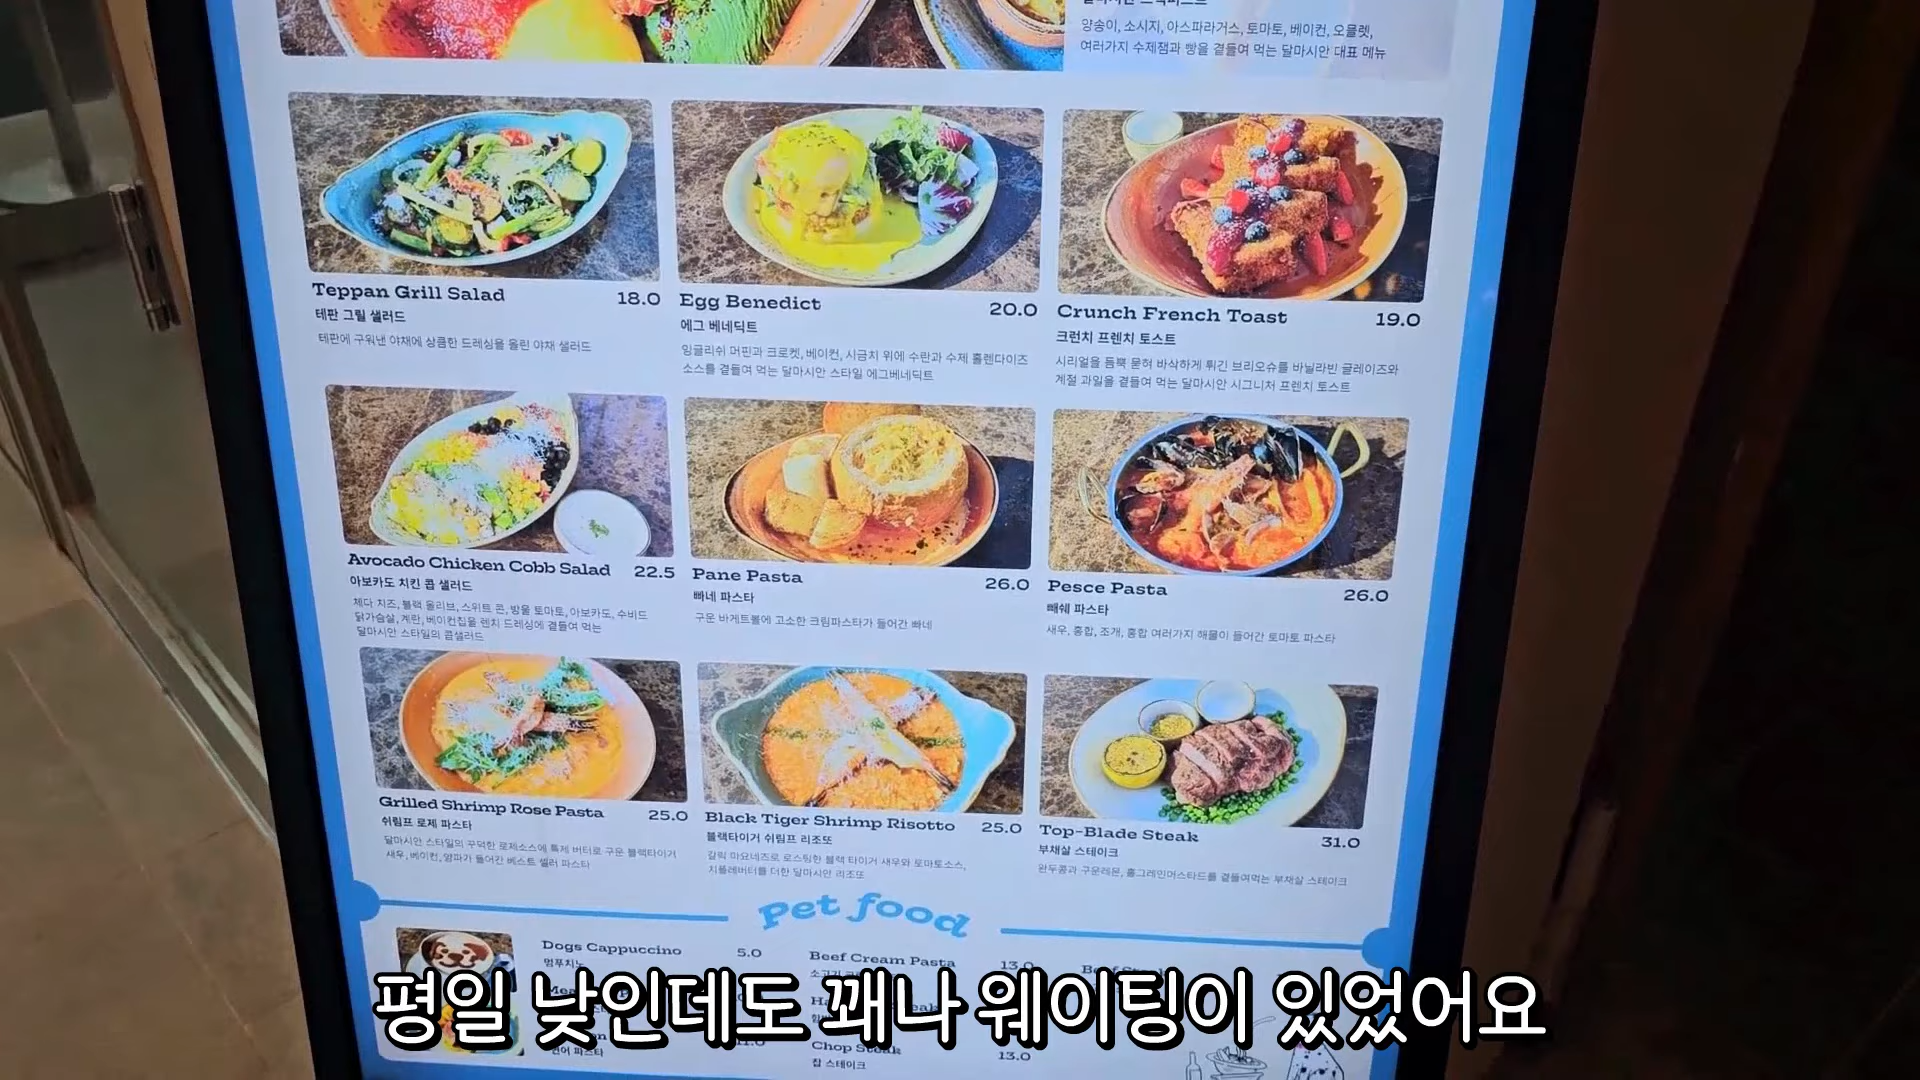 양송이, 소시지, 아스파라거스, 토마토, 베이컨, 오믈렛,
여러가지 수제잼과 빵을 곁들여 먹는 달마시안 대표 메뉴
Teppan Grill Salad 18.0
테판 그릴 샐러드
테판에 구워낸 야채에 상큼한 드레싱을 올린 야채 샐러드
Egg Benedict 20.0
에그 베네딕트
잉글리쉬 머핀과 크로켓, 베이컨, 시금치 위에 수란과 수제 홀렌다이즈
소스를 곁들여 먹는 달마시안 스타일 에그베네딕트
Crunch French Toast 19.0
크런치 프렌치 토스트
시리얼을 듬뿍 묻혀 바삭하게 튀긴 브리오슈를 바닐라빈 글레이즈와
계절 과일을 곁들여 먹는 달마시안 시그니처 프렌치 토스트
Avocado Chicken Cobb Salad 22.5
아보카도 치킨 콥 샐러드
체다 치즈, 블랙 올리브, 스위트 콘, 방울 토마토, 아보카도, 수비드
닭가슴살, 계란, 베이컨칩을 렌치 드레싱에 곁들여 먹는
달마시안 스타일의 콥샐러드
Pane Pasta 26.0
빠네 파스타
구운 바게트볼에 고소한 크림파스타가 들어간 빠네
Pesce Pasta 26.0
빼쉐 파스타
새우, 홍합, 조개, 홍합 여러가지 해물이 들어간 토마토 파스타
Grilled Shrimp Rose Pasta 25.0
쉬림프 로제 파스타
달마시안 스타일의 꾸덕한 로제소스에 특제 버터로 구운 블랙타이거
새우, 베이컨, 양파가 들어간 베스트 셀러 파스타
Black Tiger Shrimp Risotto 25.0
블랙타이거 쉬림프 리조또
갈릭 마요네즈로 로스팅한 블랙 타이거 새우와 토마토소스,
치폴레버터를 더한 달마시안 리조또
Top-Blade Steak 31.0
부채살 스테이크
완두콩과 구운레몬, 홀그레인머스타드를 곁들여먹는 부채살 스테이크
Pet food
Dogs Cappuccino 5.0
멍푸치노
Beef Cream Pasta 13.0
Chop Steak 13.0
찹 스테이크
평일 낮인데도 꽤나 웨이팅이 있었어요